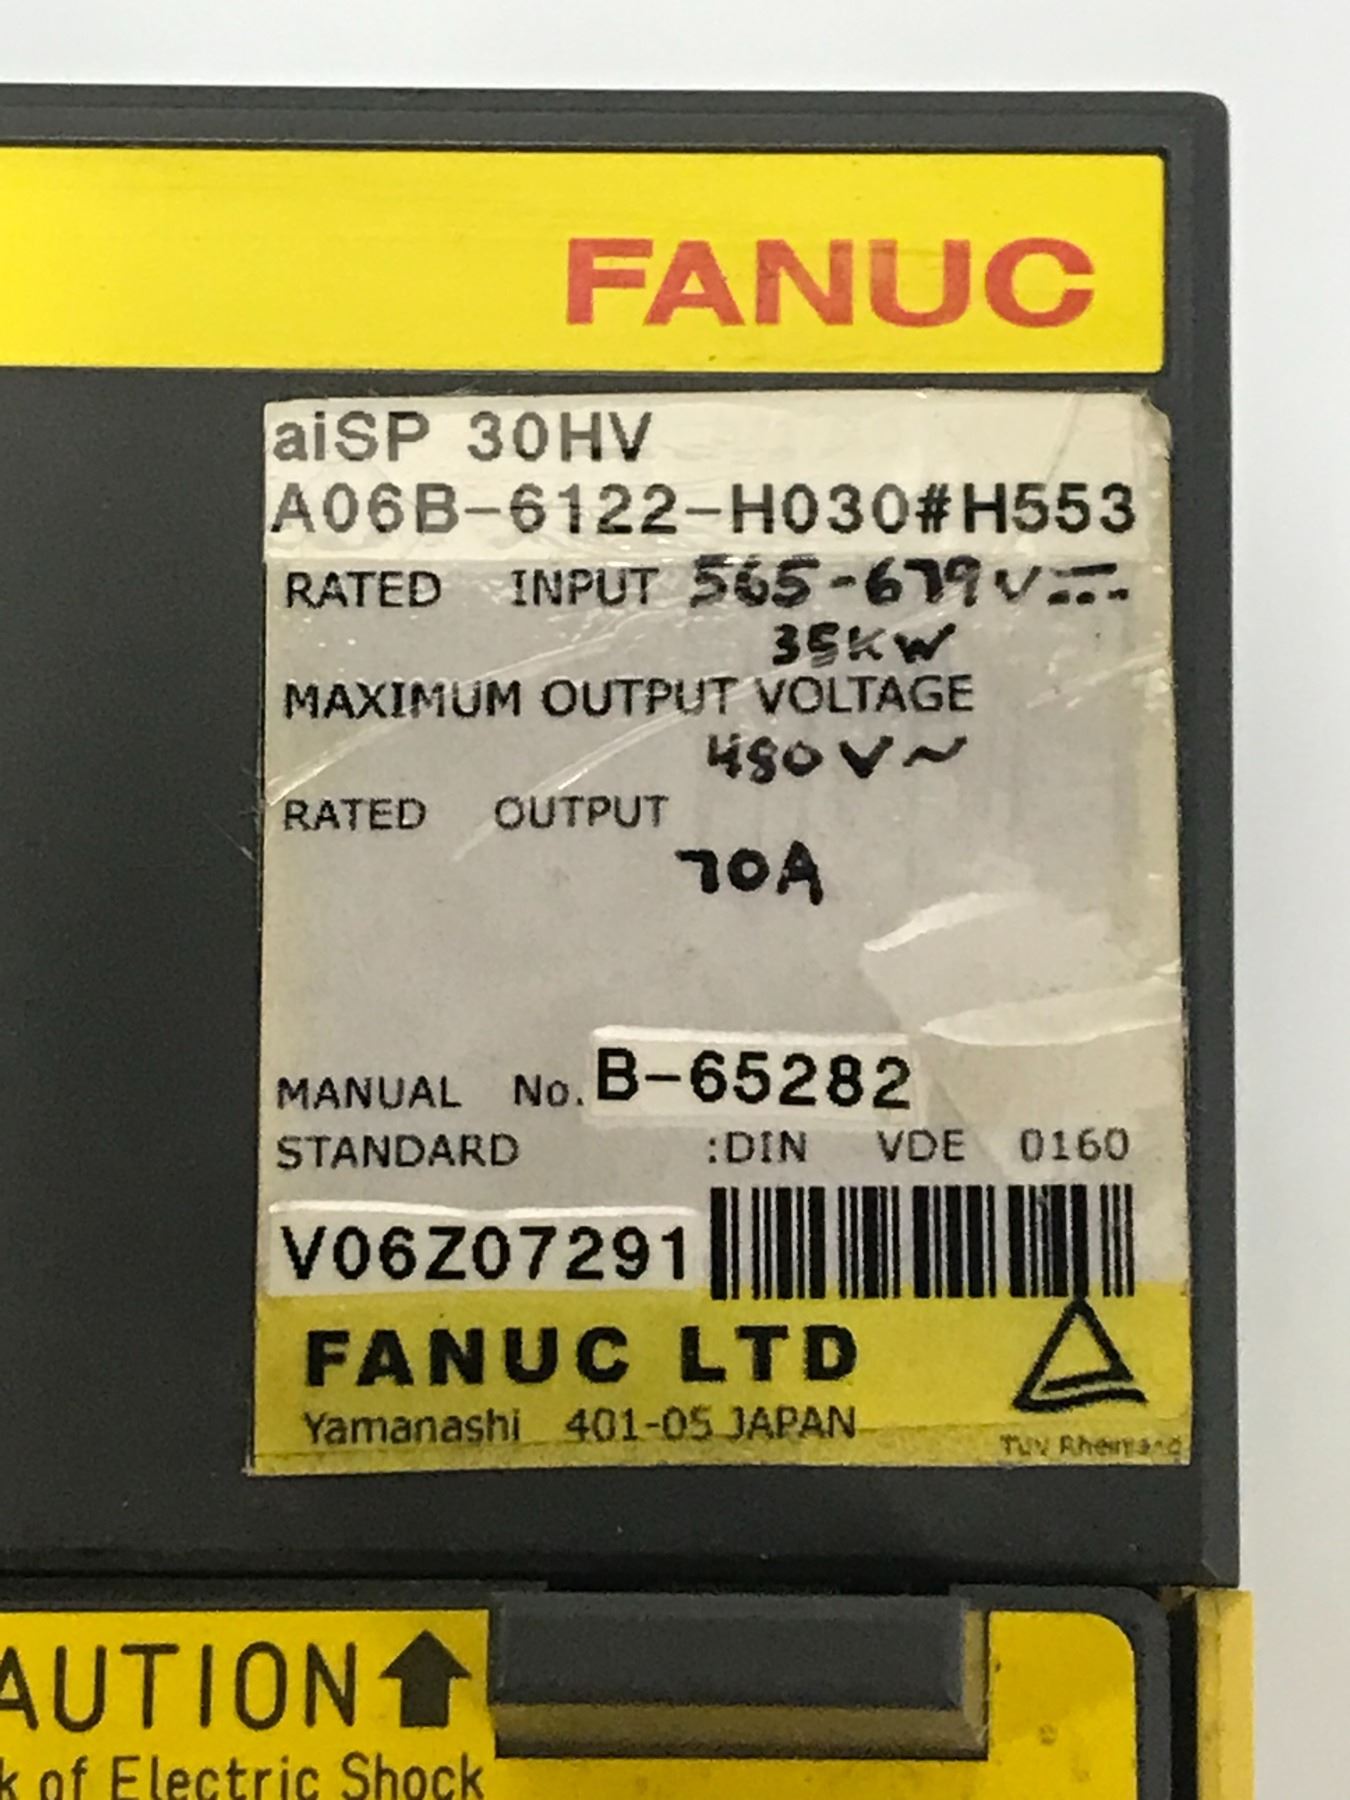 FANUC
aiSP 30HV
A06B-6122-H030#H553
RATED INPUT 565-679V⎓
35KW
MAXIMUM OUTPUT VOLTAGE
480V~
RATED OUTPUT
70A
MANUAL No. B-65282
STANDARD :DIN VDE 0160
V06Z07291
FANUC LTD
Yamanashi 401-05 JAPAN
TUV Rheinland
AUTION
k of Electric Shock